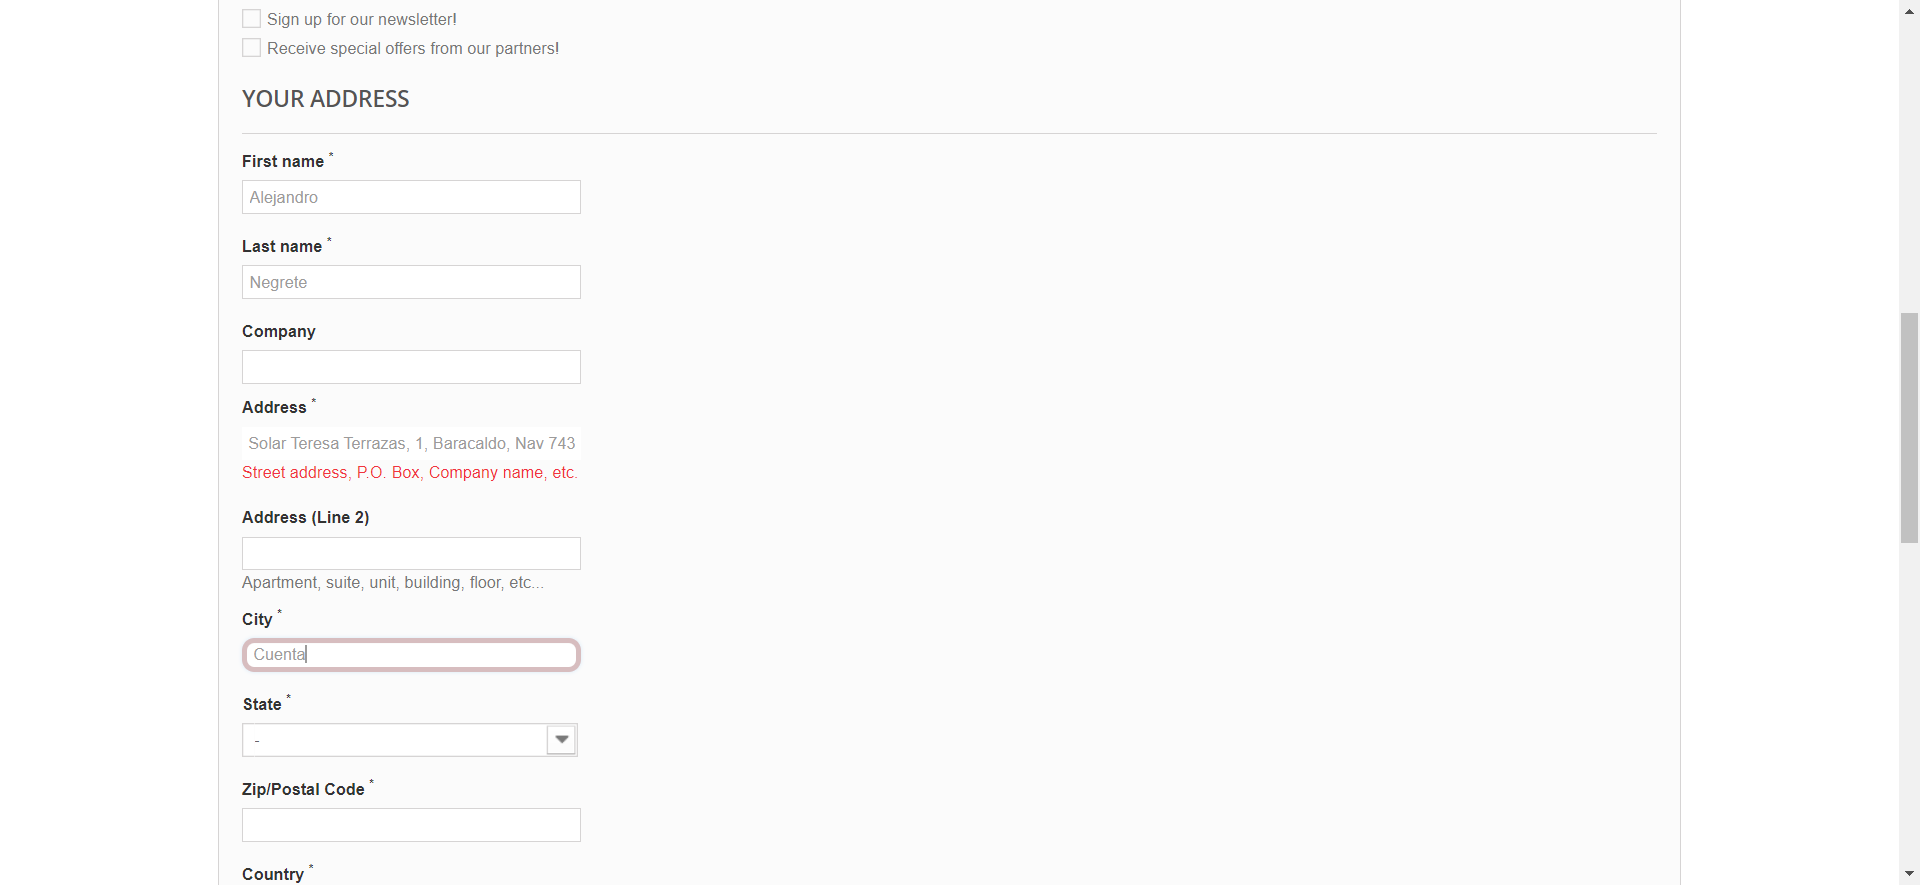 Sign up for our newsletter!
Receive special offers from our partners!
YOUR ADDRESS
First name *
Alejandro
Last name *
Negrete
Company
Address *
Solar Teresa Terrazas, 1, Baracaldo, Nav 743
Street address, P.O. Box, Company name, etc.
Address (Line 2)
Apartment, suite, unit, building, floor, etc...
City *
Cuenta
State *
-
Zip/Postal Code *
Country *